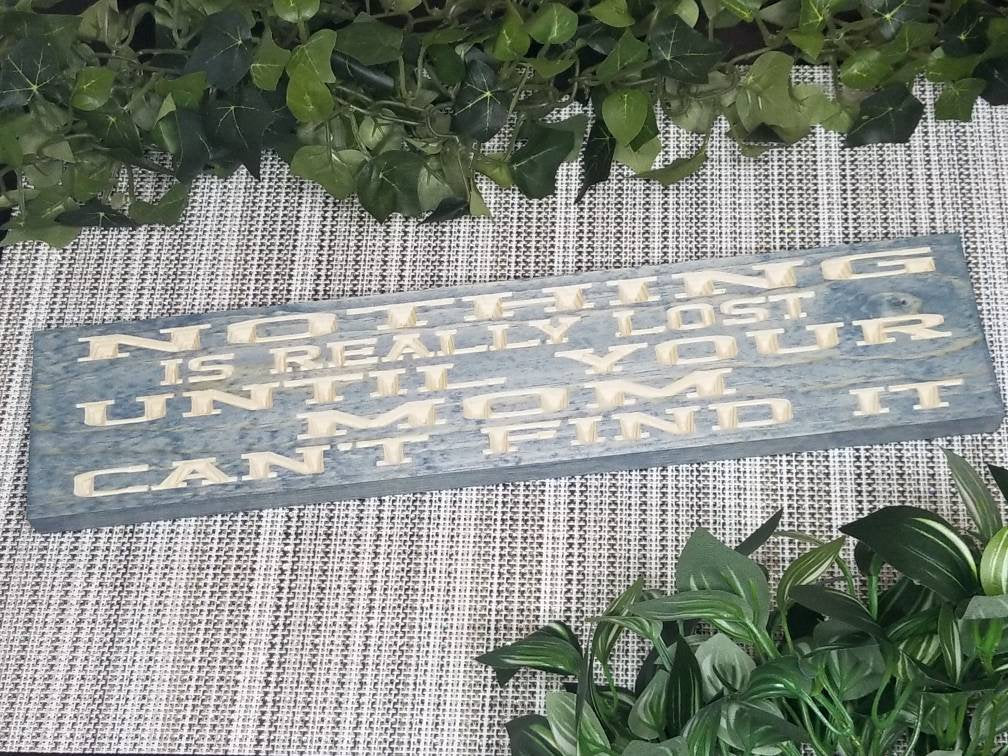 NOTHING
IS REALLY LOST
UNTIL YOUR
MOM
CAN'T FIND IT